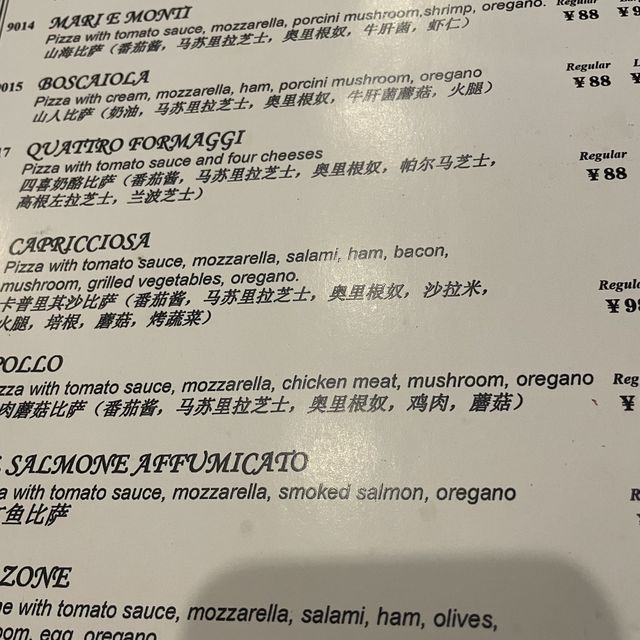 9014 MARI E MONTI Regular
Pizza with tomato sauce, mozzarella, porcini mushroom,shrimp, oregano. ￥88
山海比萨（番茄酱，马苏里拉芝士，奥里根奴，牛肝菌，虾仁）
9015 BOSCAIOLA Regular
Pizza with cream, mozzarella, ham, porcini mushroom, oregano ￥88
山人比萨（奶油，马苏里拉芝士，奥里根奴，牛肝菌蘑菇，火腿）
17 QUATTRO FORMAGGI
Pizza with tomato sauce and four cheeses Regular
四喜奶酪比萨（番茄酱，马苏里拉芝士，奥里根奴，帕尔马芝士， ￥88
高根左拉芝士，兰波芝士）
CAPRICCIOSA
Pizza with tomato sauce, mozzarella, salami, ham, bacon,
mushroom, grilled vegetables, oregano.
卡普里其沙比萨（番茄酱，马苏里拉芝士，奥里根奴，沙拉米，
火腿，培根，蘑菇，烤蔬菜）
POLLO
with tomato sauce, mozzarella, chicken meat, mushroom, oregano
肉蘑菇比萨（番茄酱，马苏里拉芝士，奥里根奴，鸡肉，蘑菇） ￥
SALMONE AFFUMICATO
with tomato sauce, mozzarella, smoked salmon, oregano
鱼比萨
ZONE
with tomato sauce, mozzarella, salami, ham, olives,
egg, oregano